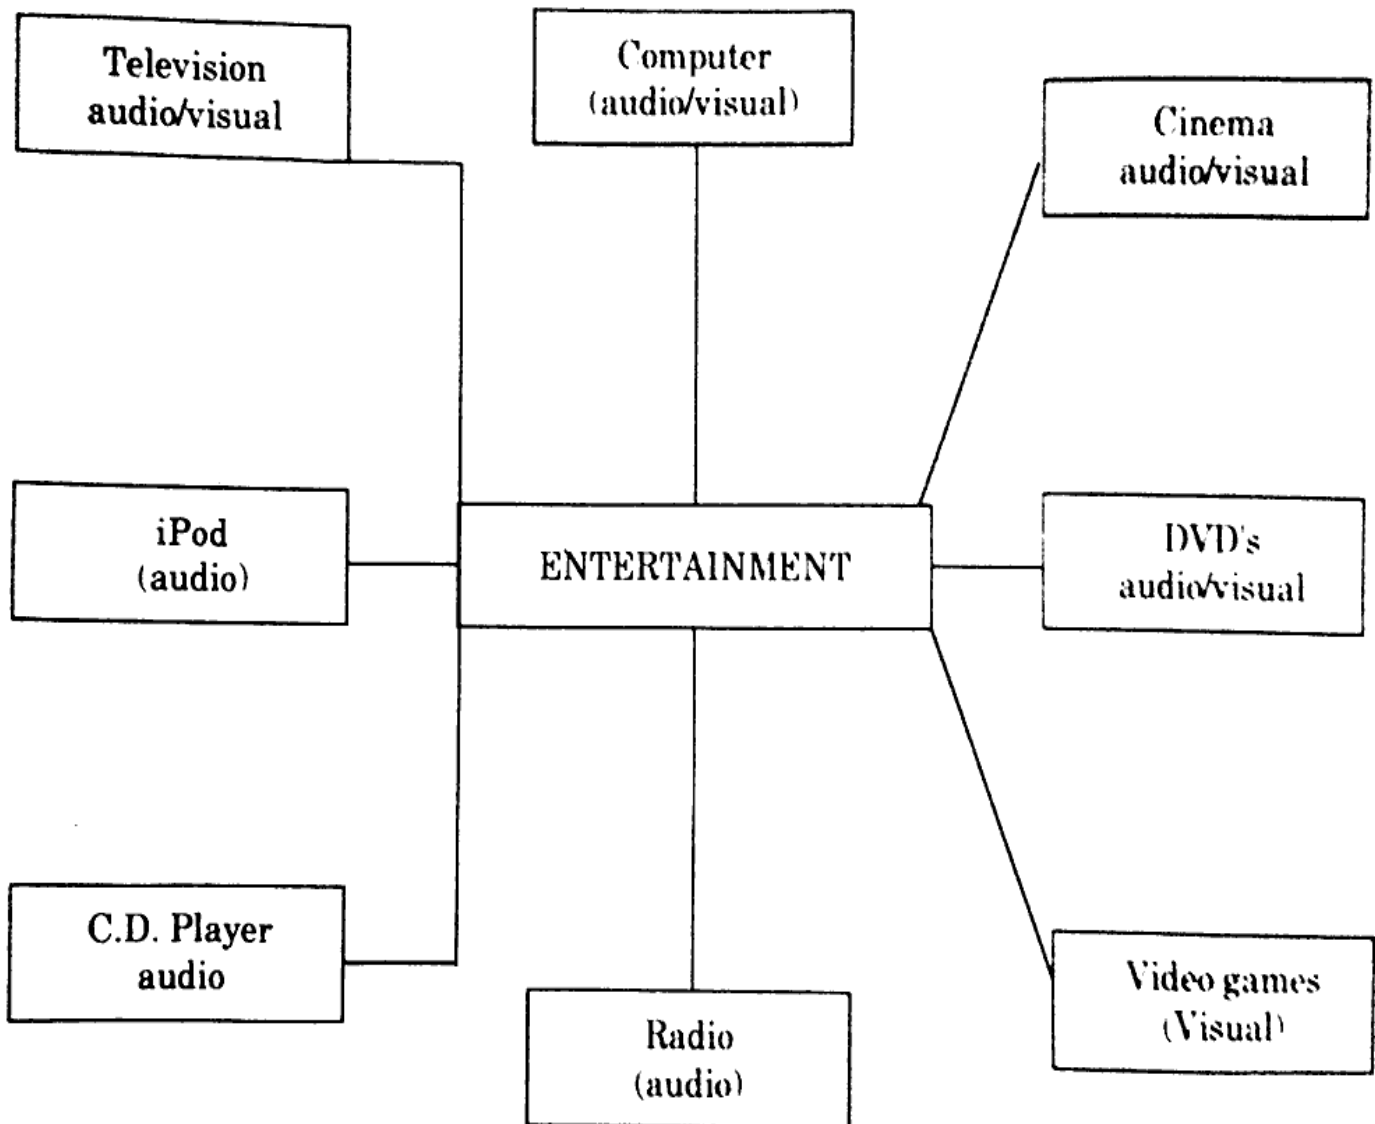 Television
audio/visual
Computer
(audio/visual)
Cinema
audio/visual
iPod
(audio)
ENTERTAINMENT
DVD's
audio/visual
C.D. Player
audio
Radio
(audio)
Video games
(Visual)